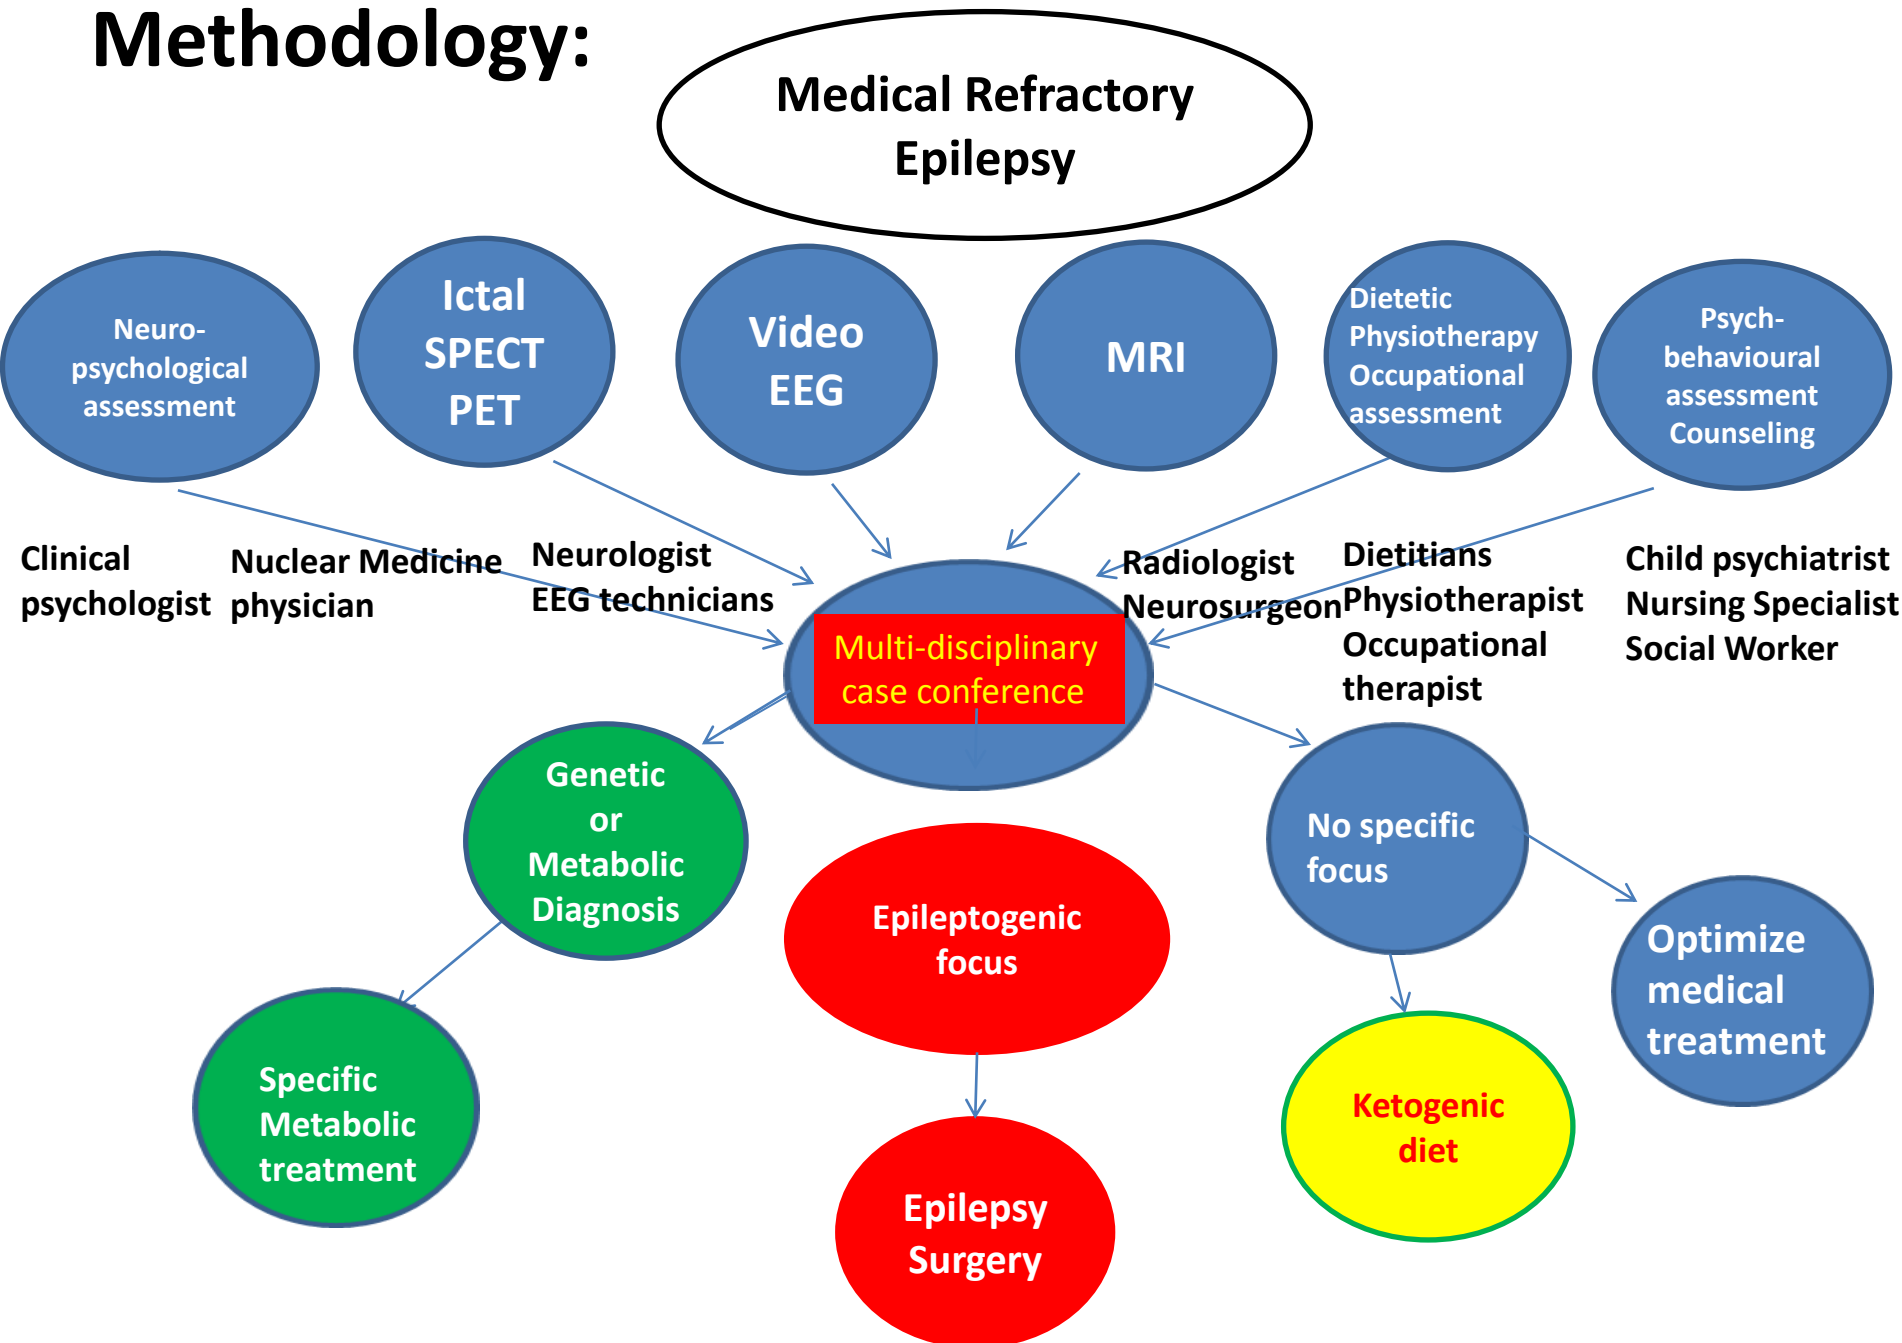 Methodology:
Medical Refractory
Epilepsy
Neuro-
psychological
assessment
Ictal
SPECT
PET
Video
EEG
MRI
Dietetic
Physiotherapy
Occupational
assessment
Psych-
behavioural
assessment
Counseling
Clinical
psychologist
Nuclear Medicine
physician
Neurologist
EEG technicians
Radiologist
Neurosurgeon
Dietitians
Physiotherapist
Occupational
therapist
Child psychiatrist
Nursing Specialist
Social Worker
Multi-disciplinary
case conference
Genetic
or
Metabolic
Diagnosis
Epileptogenic
focus
No specific
focus
Optimize
medical
treatment
Specific
Metabolic
treatment
Epilepsy
Surgery
Ketogenic
diet